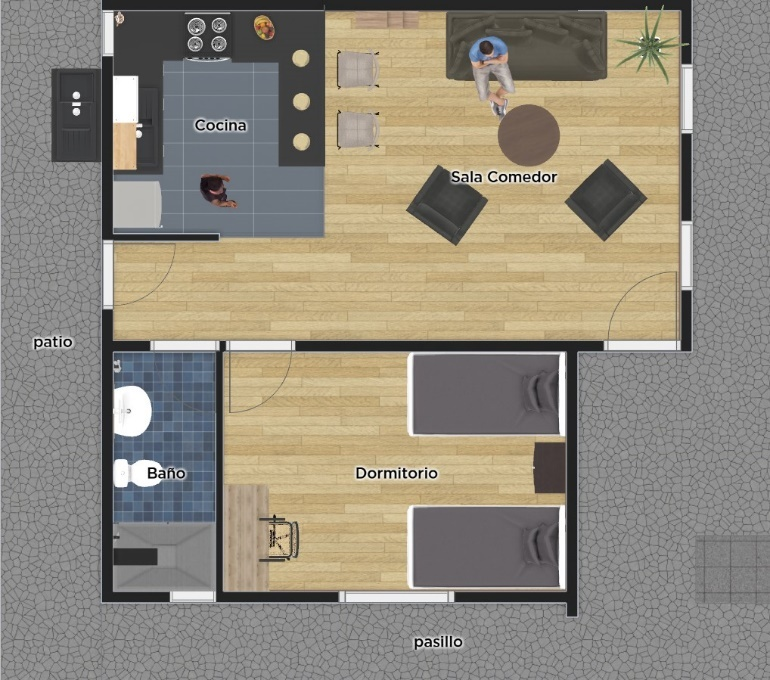 Cocina
Sala Comedor
patio
Baño
Dormitorio
pasillo